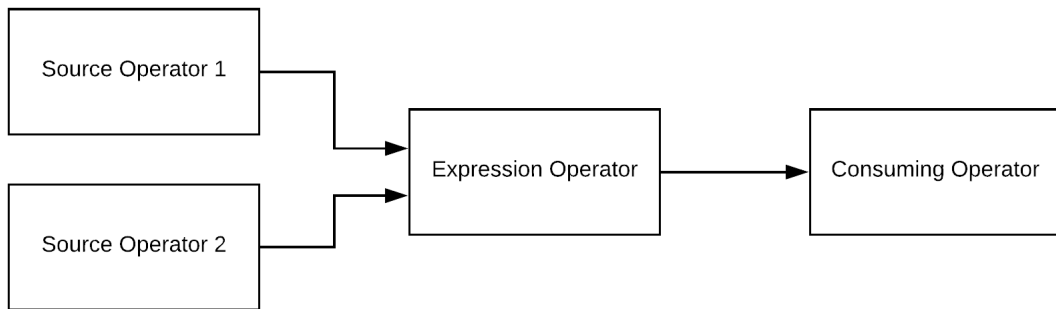 Source Operator 1
Source Operator 2
Expression Operator
Consuming Operator